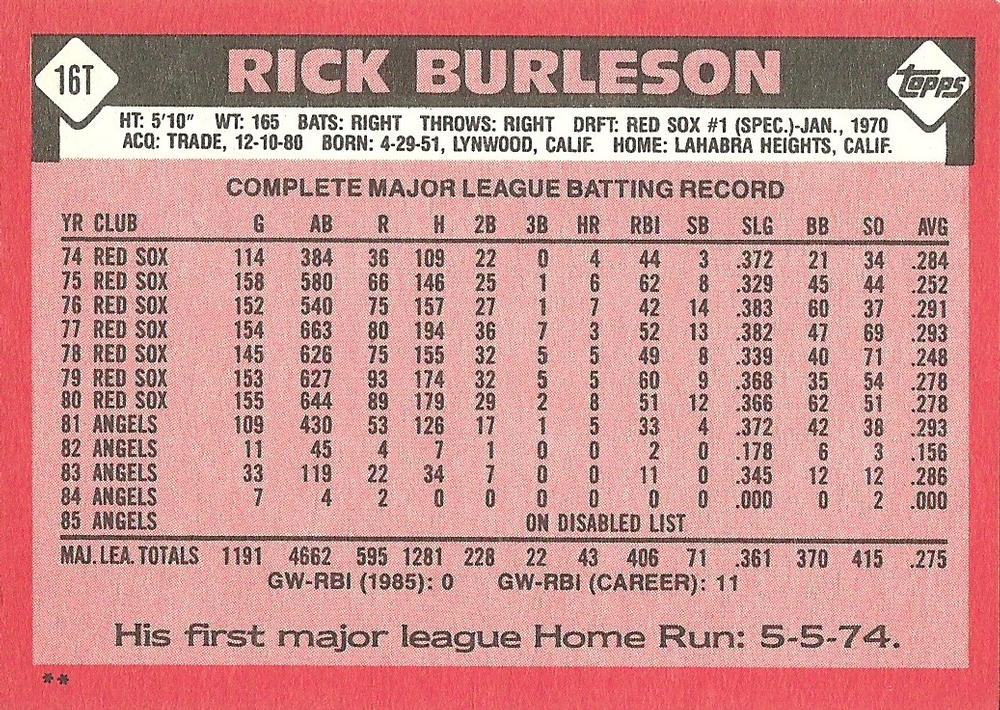 16T
RICK BURLESON
topps
HT: 5'10" WT: 165 BATS: RIGHT THROWS: RIGHT DRFT: RED SOX #1 (SPEC.)-JAN., 1970
ACQ: TRADE, 12-10-80 BORN: 4-29-51, LYNWOOD, CALIF. HOME: LAHABRA HEIGHTS, CALIF.
COMPLETE MAJOR LEAGUE BATTING RECORD
YR CLUB G AB R H 2B 3B HR RBI SB SLG BB SO AVG
74 RED SOX 114 384 36 109 22 0 4 44 3 .372 21 34 .284
75 RED SOX 158 580 66 146 25 1 6 62 8 .329 45 44 .252
76 RED SOX 152 540 75 157 27 1 7 42 14 .383 60 37 .291
77 RED SOX 154 663 80 194 36 7 3 52 13 .382 47 69 .293
78 RED SOX 145 626 75 155 32 5 5 49 8 .339 40 71 .248
79 RED SOX 153 627 93 174 32 5 5 60 9 .368 35 54 .278
80 RED SOX 155 644 89 179 29 2 8 51 12 .366 62 51 .278
81 ANGELS 109 430 53 126 17 1 5 33 4 .372 42 38 .293
82 ANGELS 11 45 4 7 1 0 0 2 0 .178 6 3 .156
83 ANGELS 33 119 22 34 7 0 0 11 0 .345 12 12 .286
84 ANGELS 7 4 2 0 0 0 0 0 0 .000 0 2 .000
85 ANGELS ON DISABLED LIST
MAJ. LEA. TOTALS 1191 4662 595 1281 228 22 43 406 71 .361 370 415 .275
GW-RBI (1985): 0 GW-RBI (CAREER): 11
His first major league Home Run: 5-5-74.
**